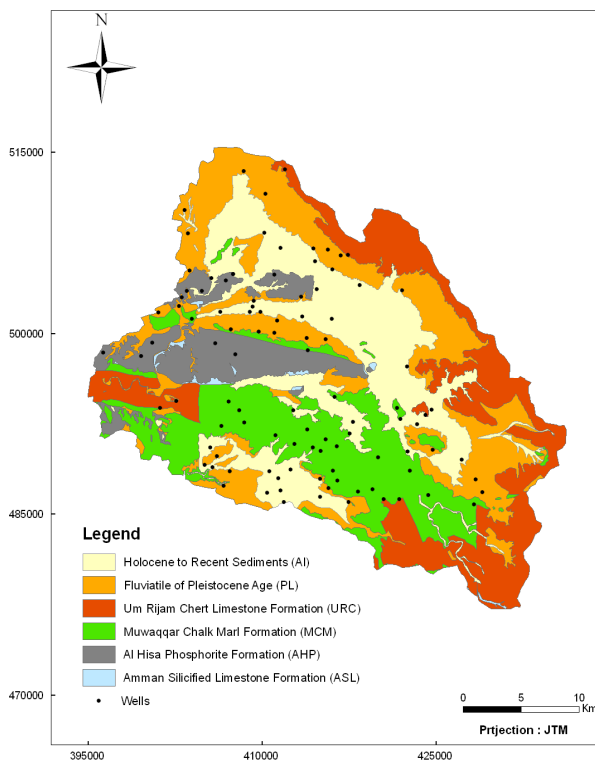 N
515000
500000
485000
470000
Legend
Holocene to Recent Sediments (Al)
Fluviatile of Pleistocene Age (PL)
Um Rijam Chert Limestone Formation (URC)
Muwaqqar Chalk Marl Formation (MCM)
Al Hisa Phosphorite Formation (AHP)
Amman Silicified Limestone Formation (ASL)
Wells
0 5 10
Km
Prtjection : JTM
395000 410000 425000